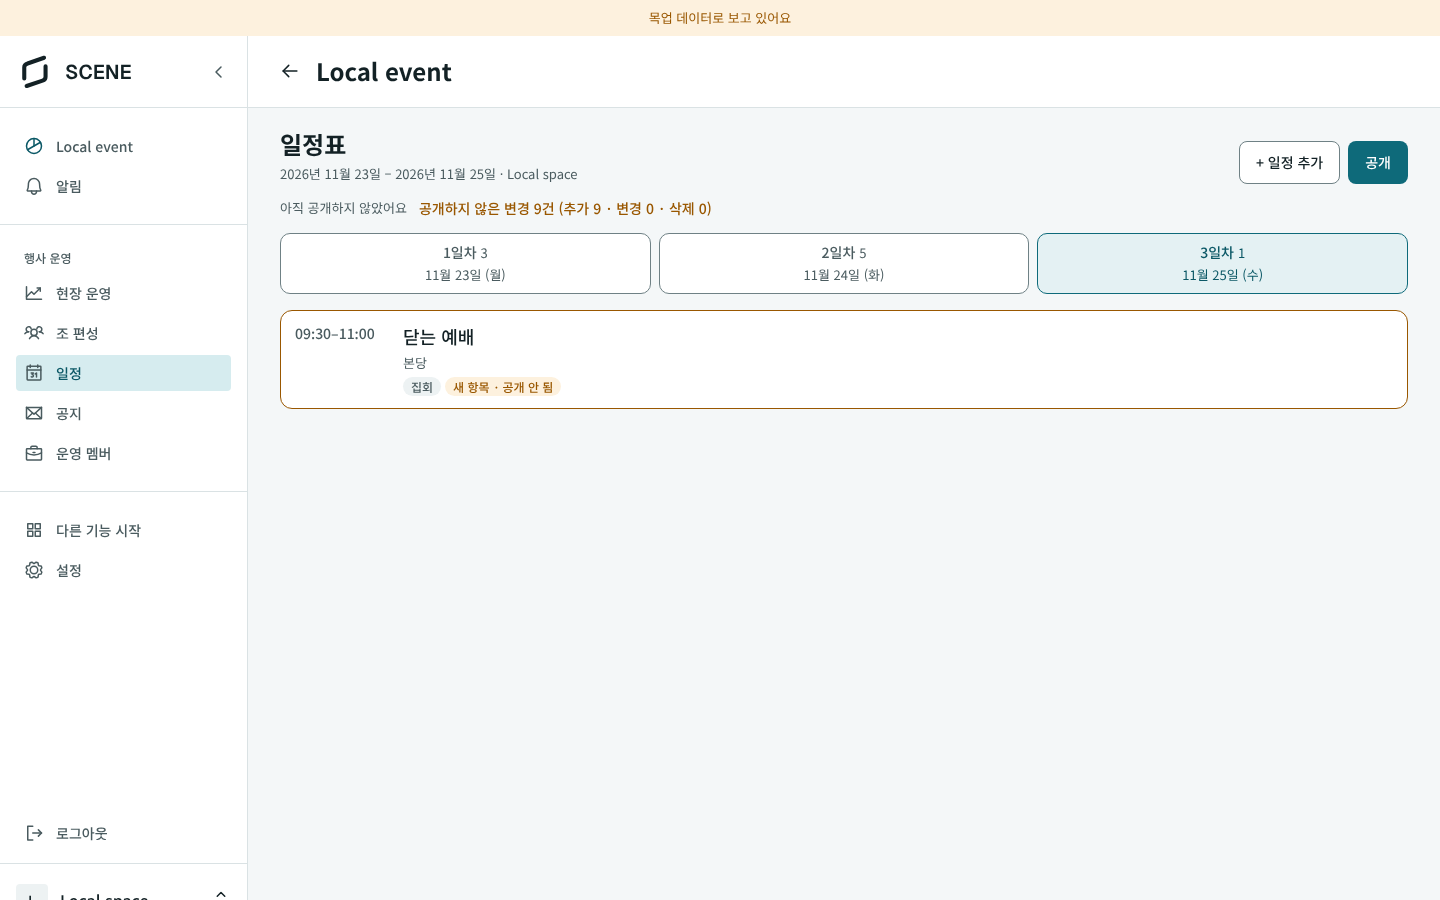 목업 데이터로 보고 있어요
SCENE
Local event
Local event
알림
행사 운영
현장 운영
조 편성
31
일정
공지
운영 멤버
다른 기능 시작
설정
로그아웃
L
Local space
일정표
2026년 11월 23일 – 2026년 11월 25일 · Local space
+ 일정 추가
공개
아직 공개하지 않았어요 공개하지 않은 변경 9건 (추가 9 · 변경 0 · 삭제 0)
1일차 3
11월 23일 (월)
2일차 5
11월 24일 (화)
3일차 1
11월 25일 (수)
09:30–11:00
닫는 예배
본당
집회
새 항목 · 공개 안 됨